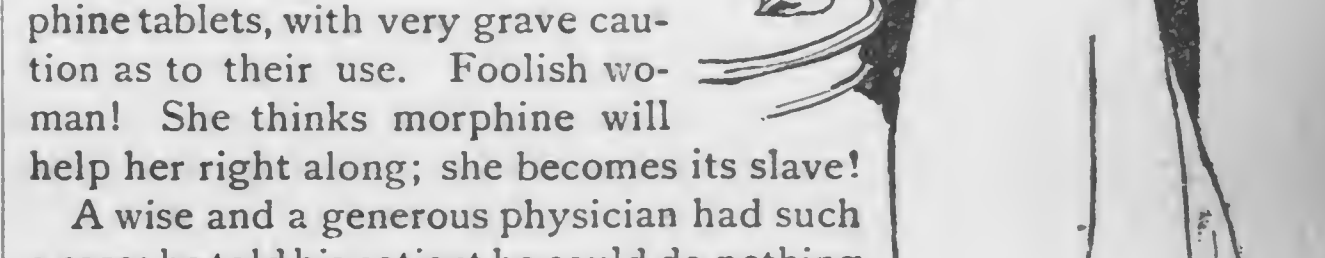 phine tablets, with very grave cau-
tion as to their use. Foolish wo-
man! She thinks morphine will
help her right along; she becomes its slave!
A wise and a generous physician had such